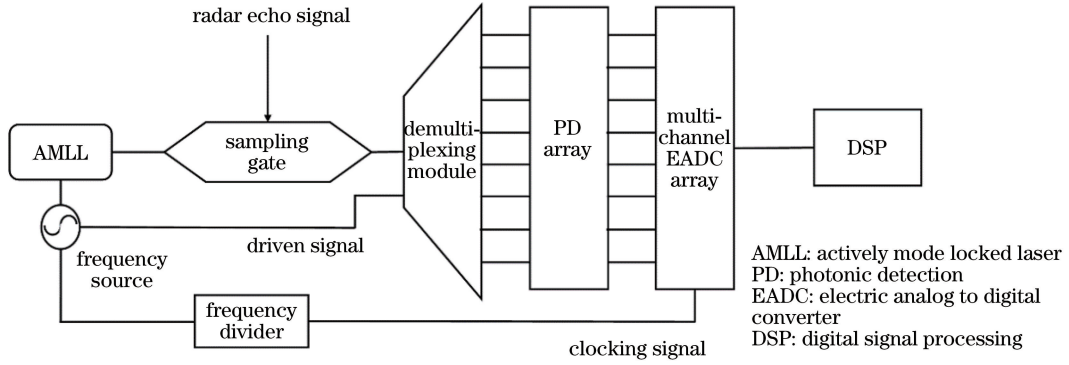 radar echo signal
AMLL
sampling
gate
demulti-
plexing
module
PD
array
multi-
channel
EADC
array
DSP
driven signal
frequency
source
frequency
divider
clocking signal
AMLL: actively mode locked laser
PD: photonic detection
EADC: electric analog to digital
converter
DSP: digital signal processing